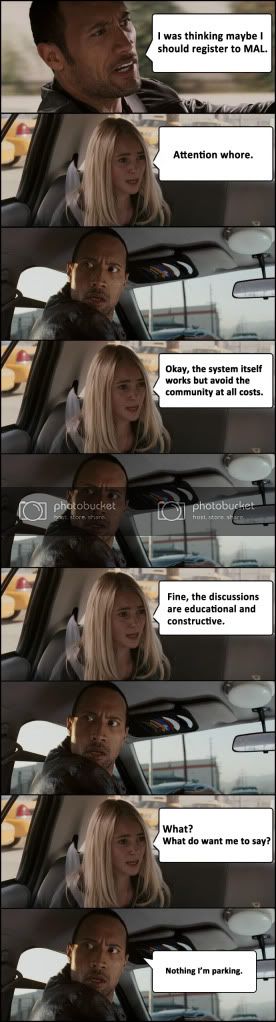 I was thinking maybe I
should register to MAL.
Attention whore.
Okay, the system itself
works but avoid the
community at all costs.
photobucket
host. store. share.
photobucket
host. store. share.
Fine, the discussions
are educational and
constructive.
What?
What do want me to say?
Nothing I'm parking.